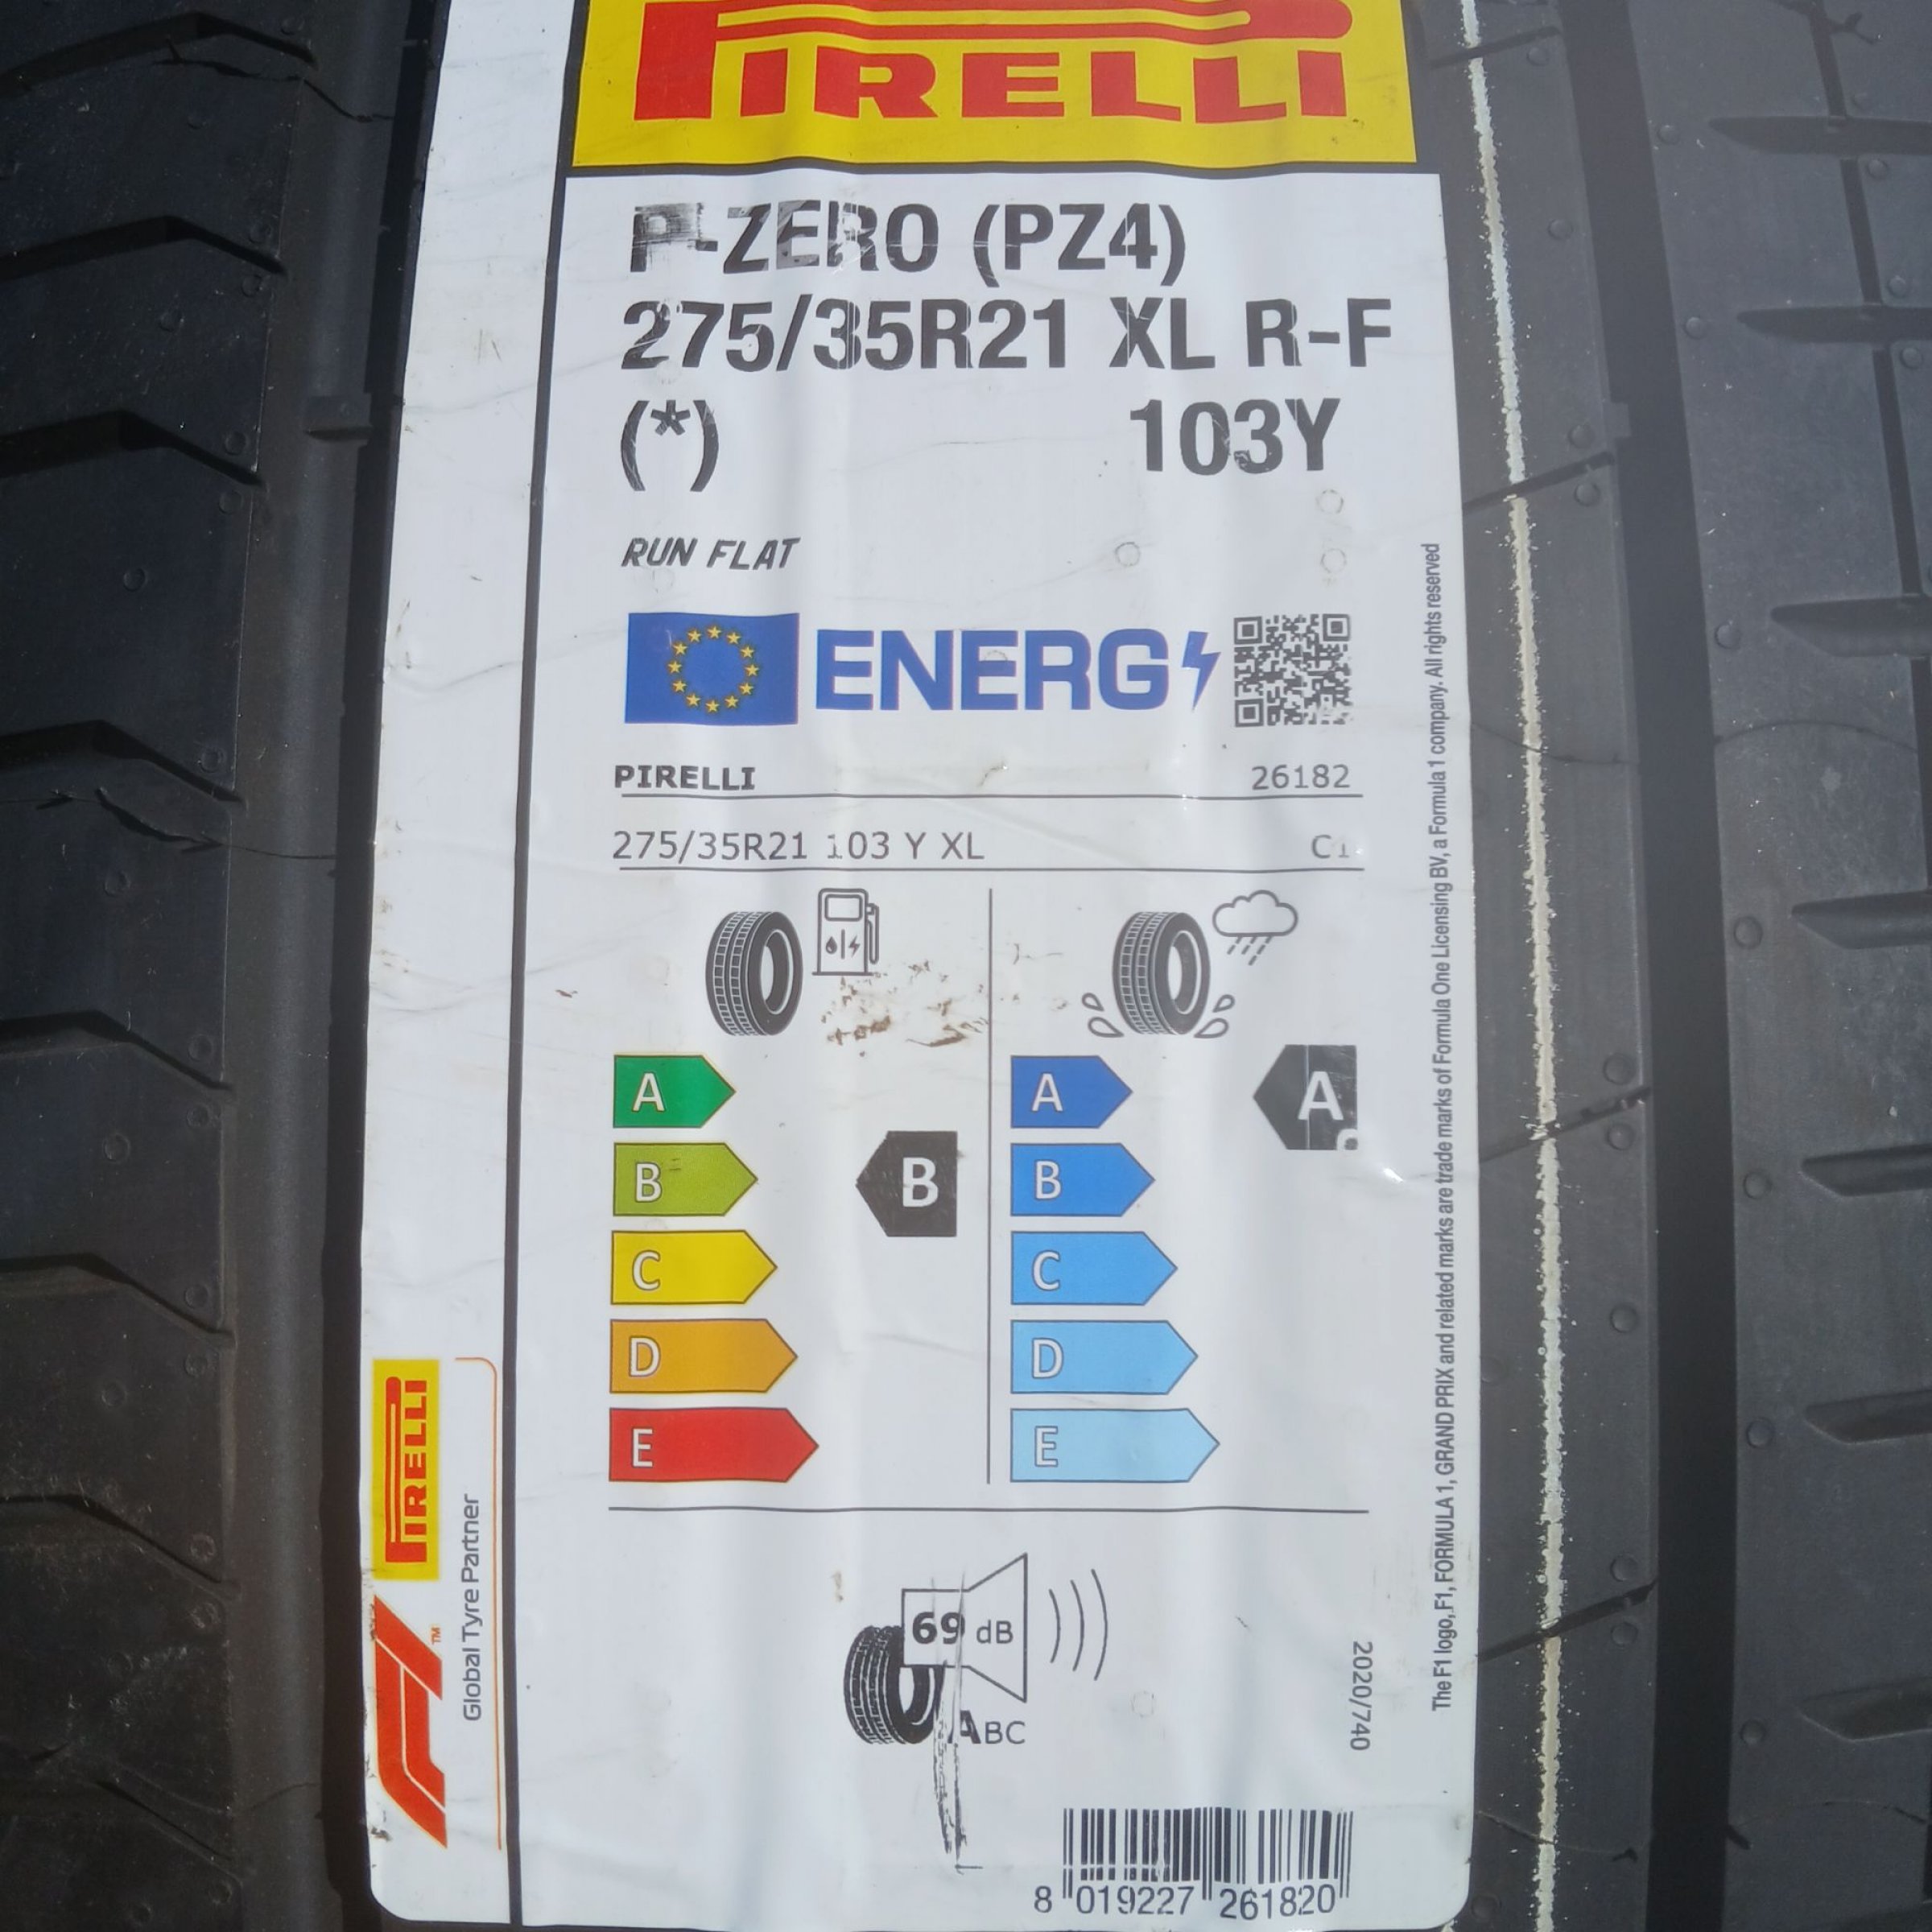 PIRELLI
P-ZERO (PZ4)
275/35R21 XL R-F
(*) 103Y
RUN FLAT
ENERG
PIRELLI 26182
275/35R21 103 Y XL C1
A A A
B B B
C C
D D
E E
69 dB
ABC
2020/740
8 019227 261820
The F1 logo, F1, FORMULA 1, GRAND PRIX and related marks are trade marks of Formula One Licensing BV, a Formula 1 company. All rights reserved
PIRELLI
F1™
Global Tyre Partner